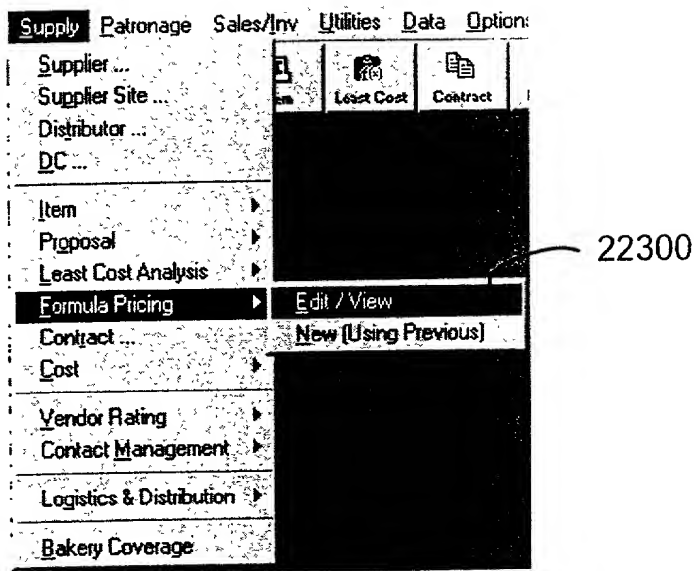 Supply Patronage Sales/Inv Utilities Data Option
Supplier ...
Supplier Site ...
Distributor ...
DC ...
f(x)
Least Cost Contract
Item
Proposal
Least Cost Analysis
Formula Pricing
Edit / View
22300
New (Using Previous)
Contract ...
Cost
Vendor Rating
Contact Management
Logistics & Distribution
Bakery Coverage